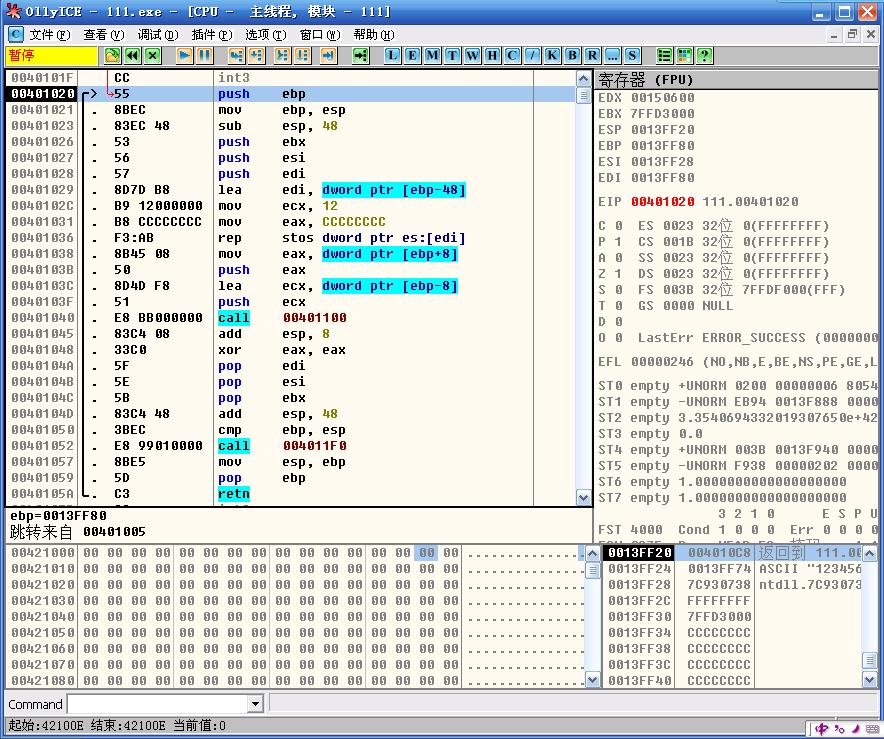 OllyICE - 111.exe - [CPU - 主线程, 模块 - 111]
文件(F) 查看(V) 调试(D) 插件(P) 选项(T) 窗口(W) 帮助(H)
暂停 L E M T W H C / K B R ... S ?
0040101F CC int3
00401020 55 push ebp
00401021 . 8BEC mov ebp, esp
00401023 . 83EC 48 sub esp, 48
00401026 . 53 push ebx
00401027 . 56 push esi
00401028 . 57 push edi
00401029 . 8D7D B8 lea edi, dword ptr [ebp-48]
0040102C . B9 12000000 mov ecx, 12
00401031 . B8 CCCCCCCC mov eax, CCCCCCCC
00401036 . F3:AB rep stos dword ptr es:[edi]
00401038 . 8B45 08 mov eax, dword ptr [ebp+8]
0040103B . 50 push eax
0040103C . 8D4D F8 lea ecx, dword ptr [ebp-8]
0040103F . 51 push ecx
00401040 . E8 BB000000 call 00401100
00401045 . 83C4 08 add esp, 8
00401048 . 33C0 xor eax, eax
0040104A . 5F pop edi
0040104B . 5E pop esi
0040104C . 5B pop ebx
0040104D . 83C4 48 add esp, 48
00401050 . 3BEC cmp ebp, esp
00401052 . E8 99010000 call 004011F0
00401057 . 8BE5 mov esp, ebp
00401059 . 5D pop ebp
0040105A . C3 retn
ebp=0013FF80
跳转来自 00401005
寄存器 (FPU)
EDX 00150600
EBX 7FFD3000
ESP 0013FF20
EBP 0013FF80
ESI 0013FF28
EDI 0013FF80
EIP 00401020 111.00401020
C 0 ES 0023 32位 0(FFFFFFFF)
P 1 CS 001B 32位 0(FFFFFFFF)
A 0 SS 0023 32位 0(FFFFFFFF)
Z 1 DS 0023 32位 0(FFFFFFFF)
S 0 FS 003B 32位 7FFDF000(FFF)
T 0 GS 0000 NULL
D 0
O 0 LastErr ERROR_SUCCESS (0000000
EFL 00000246 (NO,NB,E,BE,NS,PE,GE,L
ST0 empty +UNORM 0200 00000006 8054
ST1 empty -UNORM EB94 0013F888 0000
ST2 empty 3.3540694332019307650e+42
ST3 empty 0.0
ST4 empty +UNORM 003B 0013F940 0000
ST5 empty -UNORM F938 00000202 0000
ST6 empty 1.0000000000000000000
ST7 empty 1.0000000000000000000
3 2 1 0 E S P U
FST 4000 Cond 1 0 0 0 Err 0 0 0 0
00421000 00 00 00 00 00 00 00 00 00 00 00 00 00 00 00 00 ................
00421010 00 00 00 00 00 00 00 00 00 00 00 00 00 00 00 00 ................
00421020 00 00 00 00 00 00 00 00 00 00 00 00 00 00 00 00 ................
00421030 00 00 00 00 00 00 00 00 00 00 00 00 00 00 00 00 ................
00421040 00 00 00 00 00 00 00 00 00 00 00 00 00 00 00 00 ................
00421050 00 00 00 00 00 00 00 00 00 00 00 00 00 00 00 00 ................
00421060 00 00 00 00 00 00 00 00 00 00 00 00 00 00 00 00 ................
00421070 00 00 00 00 00 00 00 00 00 00 00 00 00 00 00 00 ................
00421080 00 00 00 00 00 00 00 00 00 00 00 00 00 00 00 00 ................
0013FF20 004010C8 返回到 111.00
0013FF24 0013FF74 ASCII "123456
0013FF28 7C930738 ntdll.7C93073
0013FF2C FFFFFFFF
0013FF30 7FFD3000
0013FF34 CCCCCCCC
0013FF38 CCCCCCCC
0013FF3C CCCCCCCC
0013FF40 CCCCCCCC
Command
起始:42100E 结束:42100E 当前值:0
中